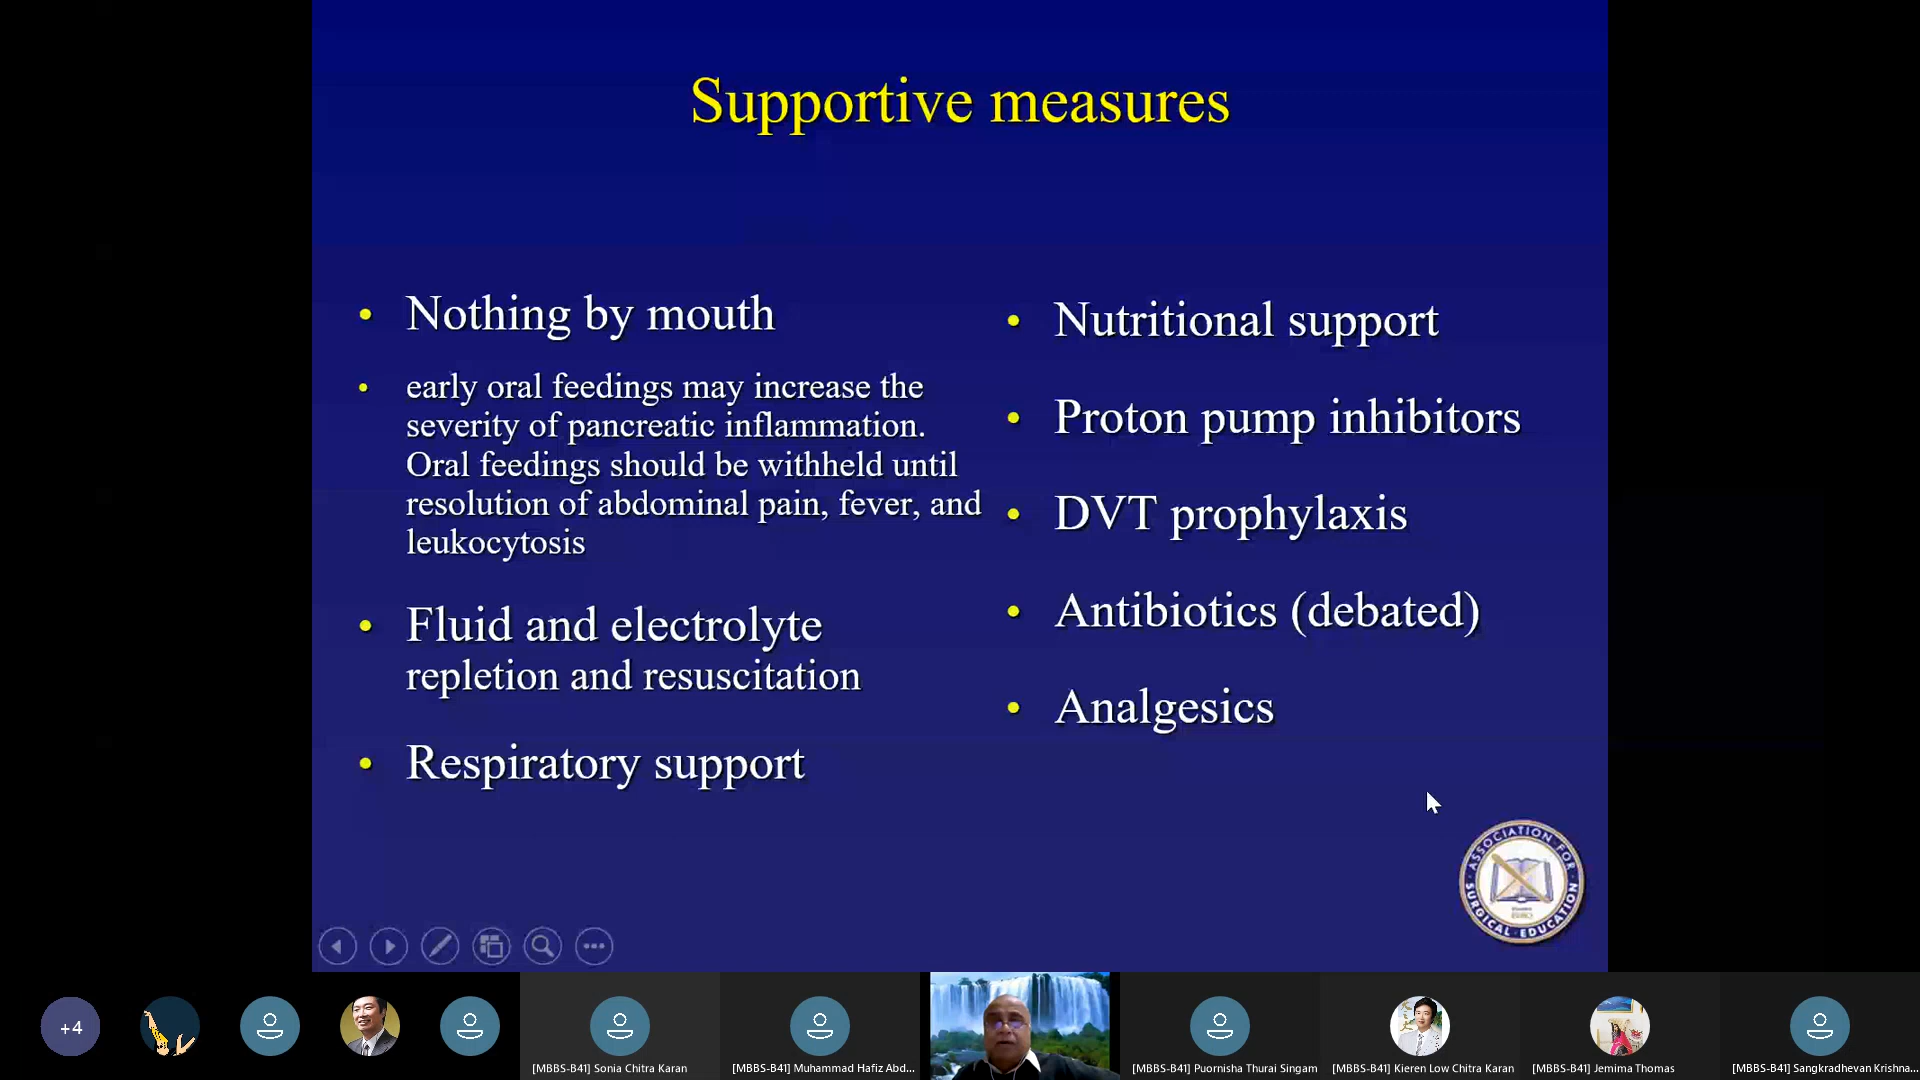 Supportive measures
Nothing by mouth
early oral feedings may increase the
severity of pancreatic inflammation.
Oral feedings should be withheld until
resolution of abdominal pain, fever, and
leukocytosis
Fluid and electrolyte
repletion and resuscitation
Respiratory support
Nutritional support
Proton pump inhibitors
DVT prophylaxis
Antibiotics (debated)
Analgesics
ASSOCIATION FOR
SURGICAL EDUCATION
+4
[MBBS-B41] Sonia Chitra Karan
[MBBS-B41] Muhammad Hafiz Abd...
[MBBS-B41] Puornisha Thurai Singam
[MBBS-B41] Kieren Low Chitra Karan
[MBBS-B41] Jemima Thomas
[MBBS-B41] Sangkradhevan Krishna...